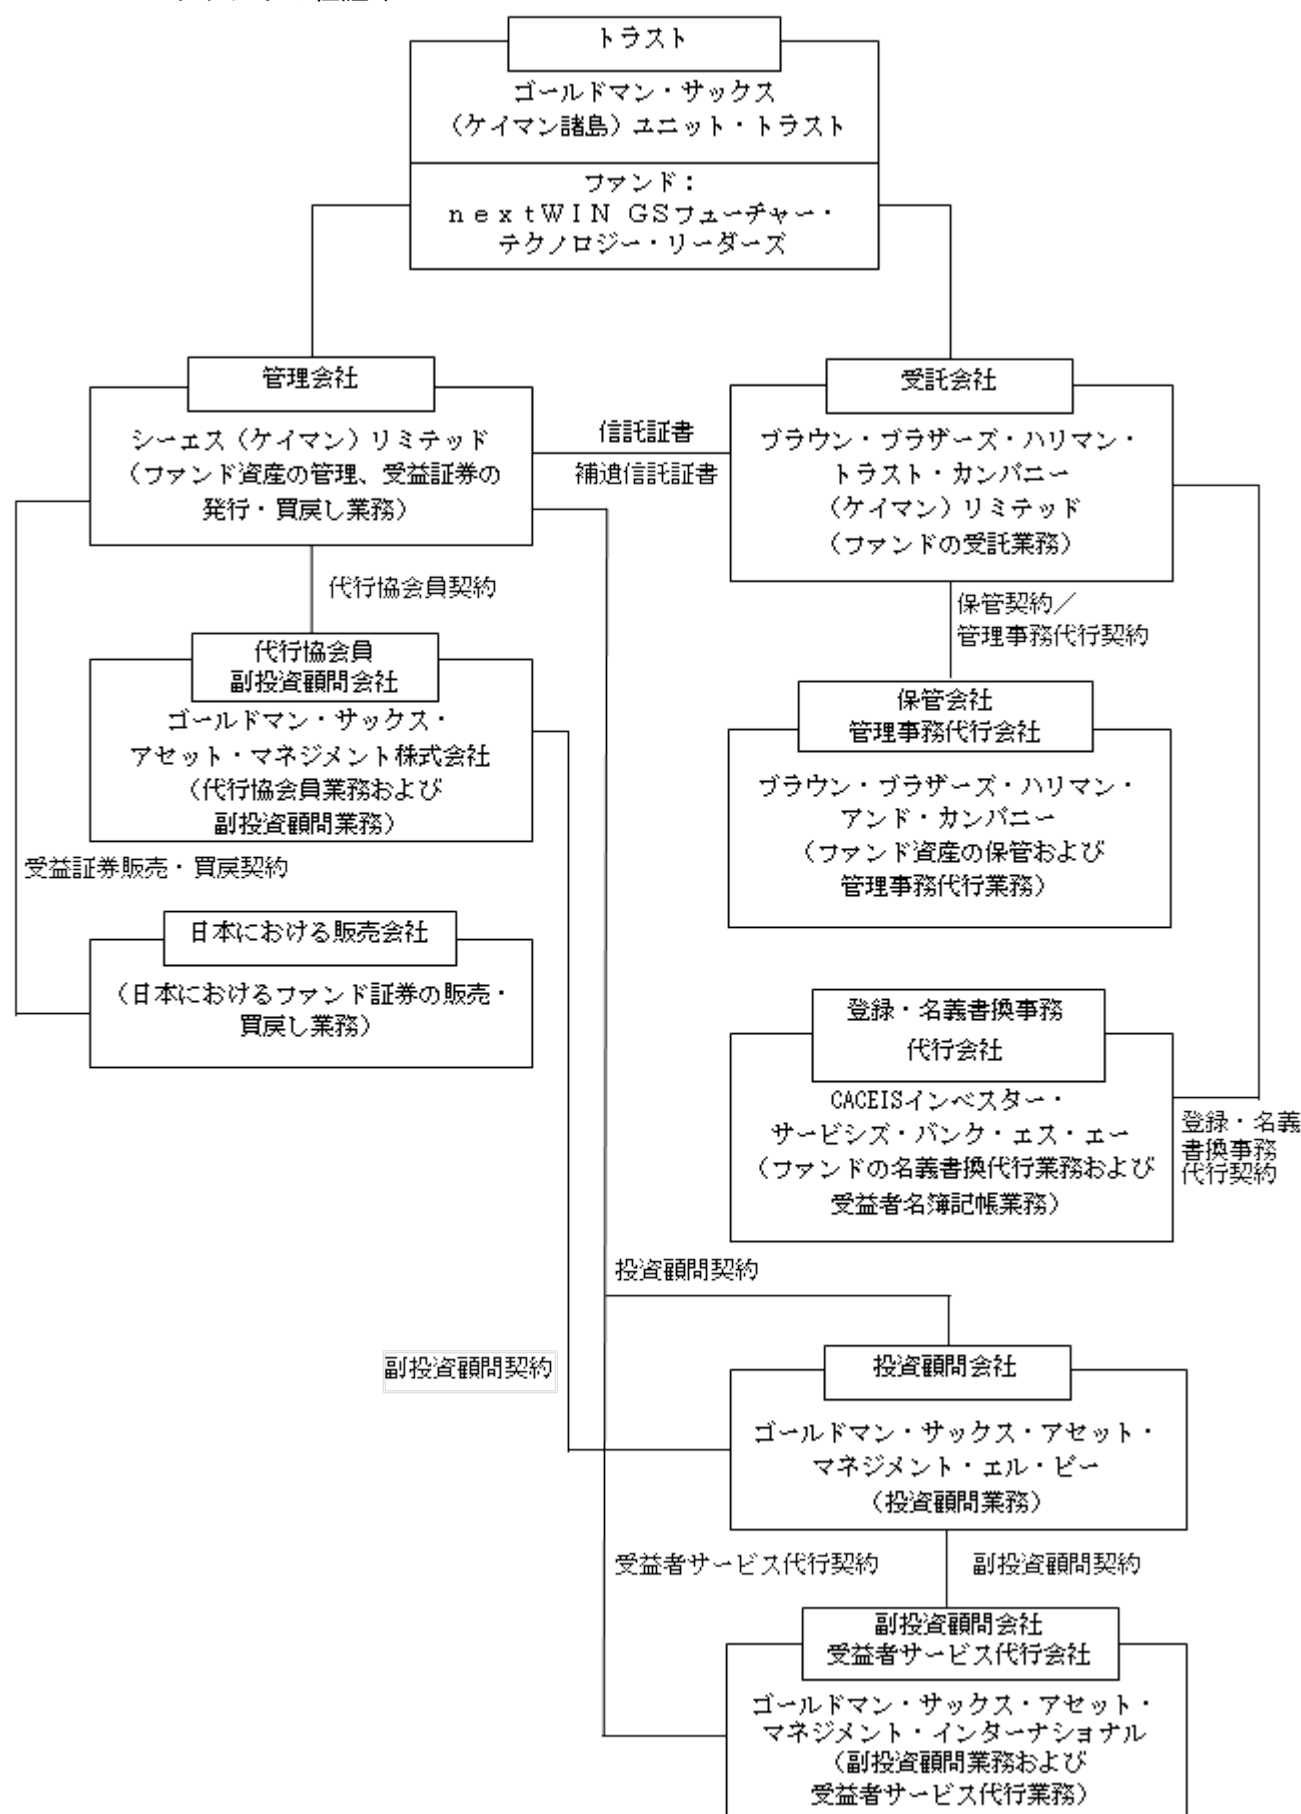 トラスト
ゴールドマン・サックス
(ケイマン諸島)ユニット・トラスト
ファンド:
nextWIN GSフューチャー・
テクノロジー・リーダーズ
管理会社
シーエス(ケイマン)リミテッド
(ファンド資産の管理、受益証券の
発行・買戻し業務)
信託証書
補遺信託証書
受託会社
ブラウン・ブラザーズ・ハリマン・
トラスト・カンパニー
(ケイマン)リミテッド
(ファンドの受託業務)
代行協会員契約
保管契約/
管理事務代行契約
代行協会員
副投資顧問会社
ゴールドマン・サックス・
アセット・マネジメント株式会社
(代行協会員業務および
副投資顧問業務)
保管会社
管理事務代行会社
ブラウン・ブラザーズ・ハリマン・
アンド・カンパニー
(ファンド資産の保管および
管理事務代行業務)
受益証券販売・買戻契約
日本における販売会社
(日本におけるファンド証券の販売・
買戻し業務)
登録・名義書換事務
代行会社
CACEISインベスター・
サービシズ・バンク・エス・エー
(ファンドの名義書換代行業務および
受益者名簿記帳業務)
登録・名義
書換事務
代行契約
投資顧問契約
副投資顧問契約
投資顧問会社
ゴールドマン・サックス・アセット・
マネジメント・エル・ピー
(投資顧問業務)
受益者サービス代行契約
副投資顧問契約
副投資顧問会社
受益者サービス代行会社
ゴールドマン・サックス・アセット・
マネジメント・インターナショナル
(副投資顧問業務および
受益者サービス代行業務)